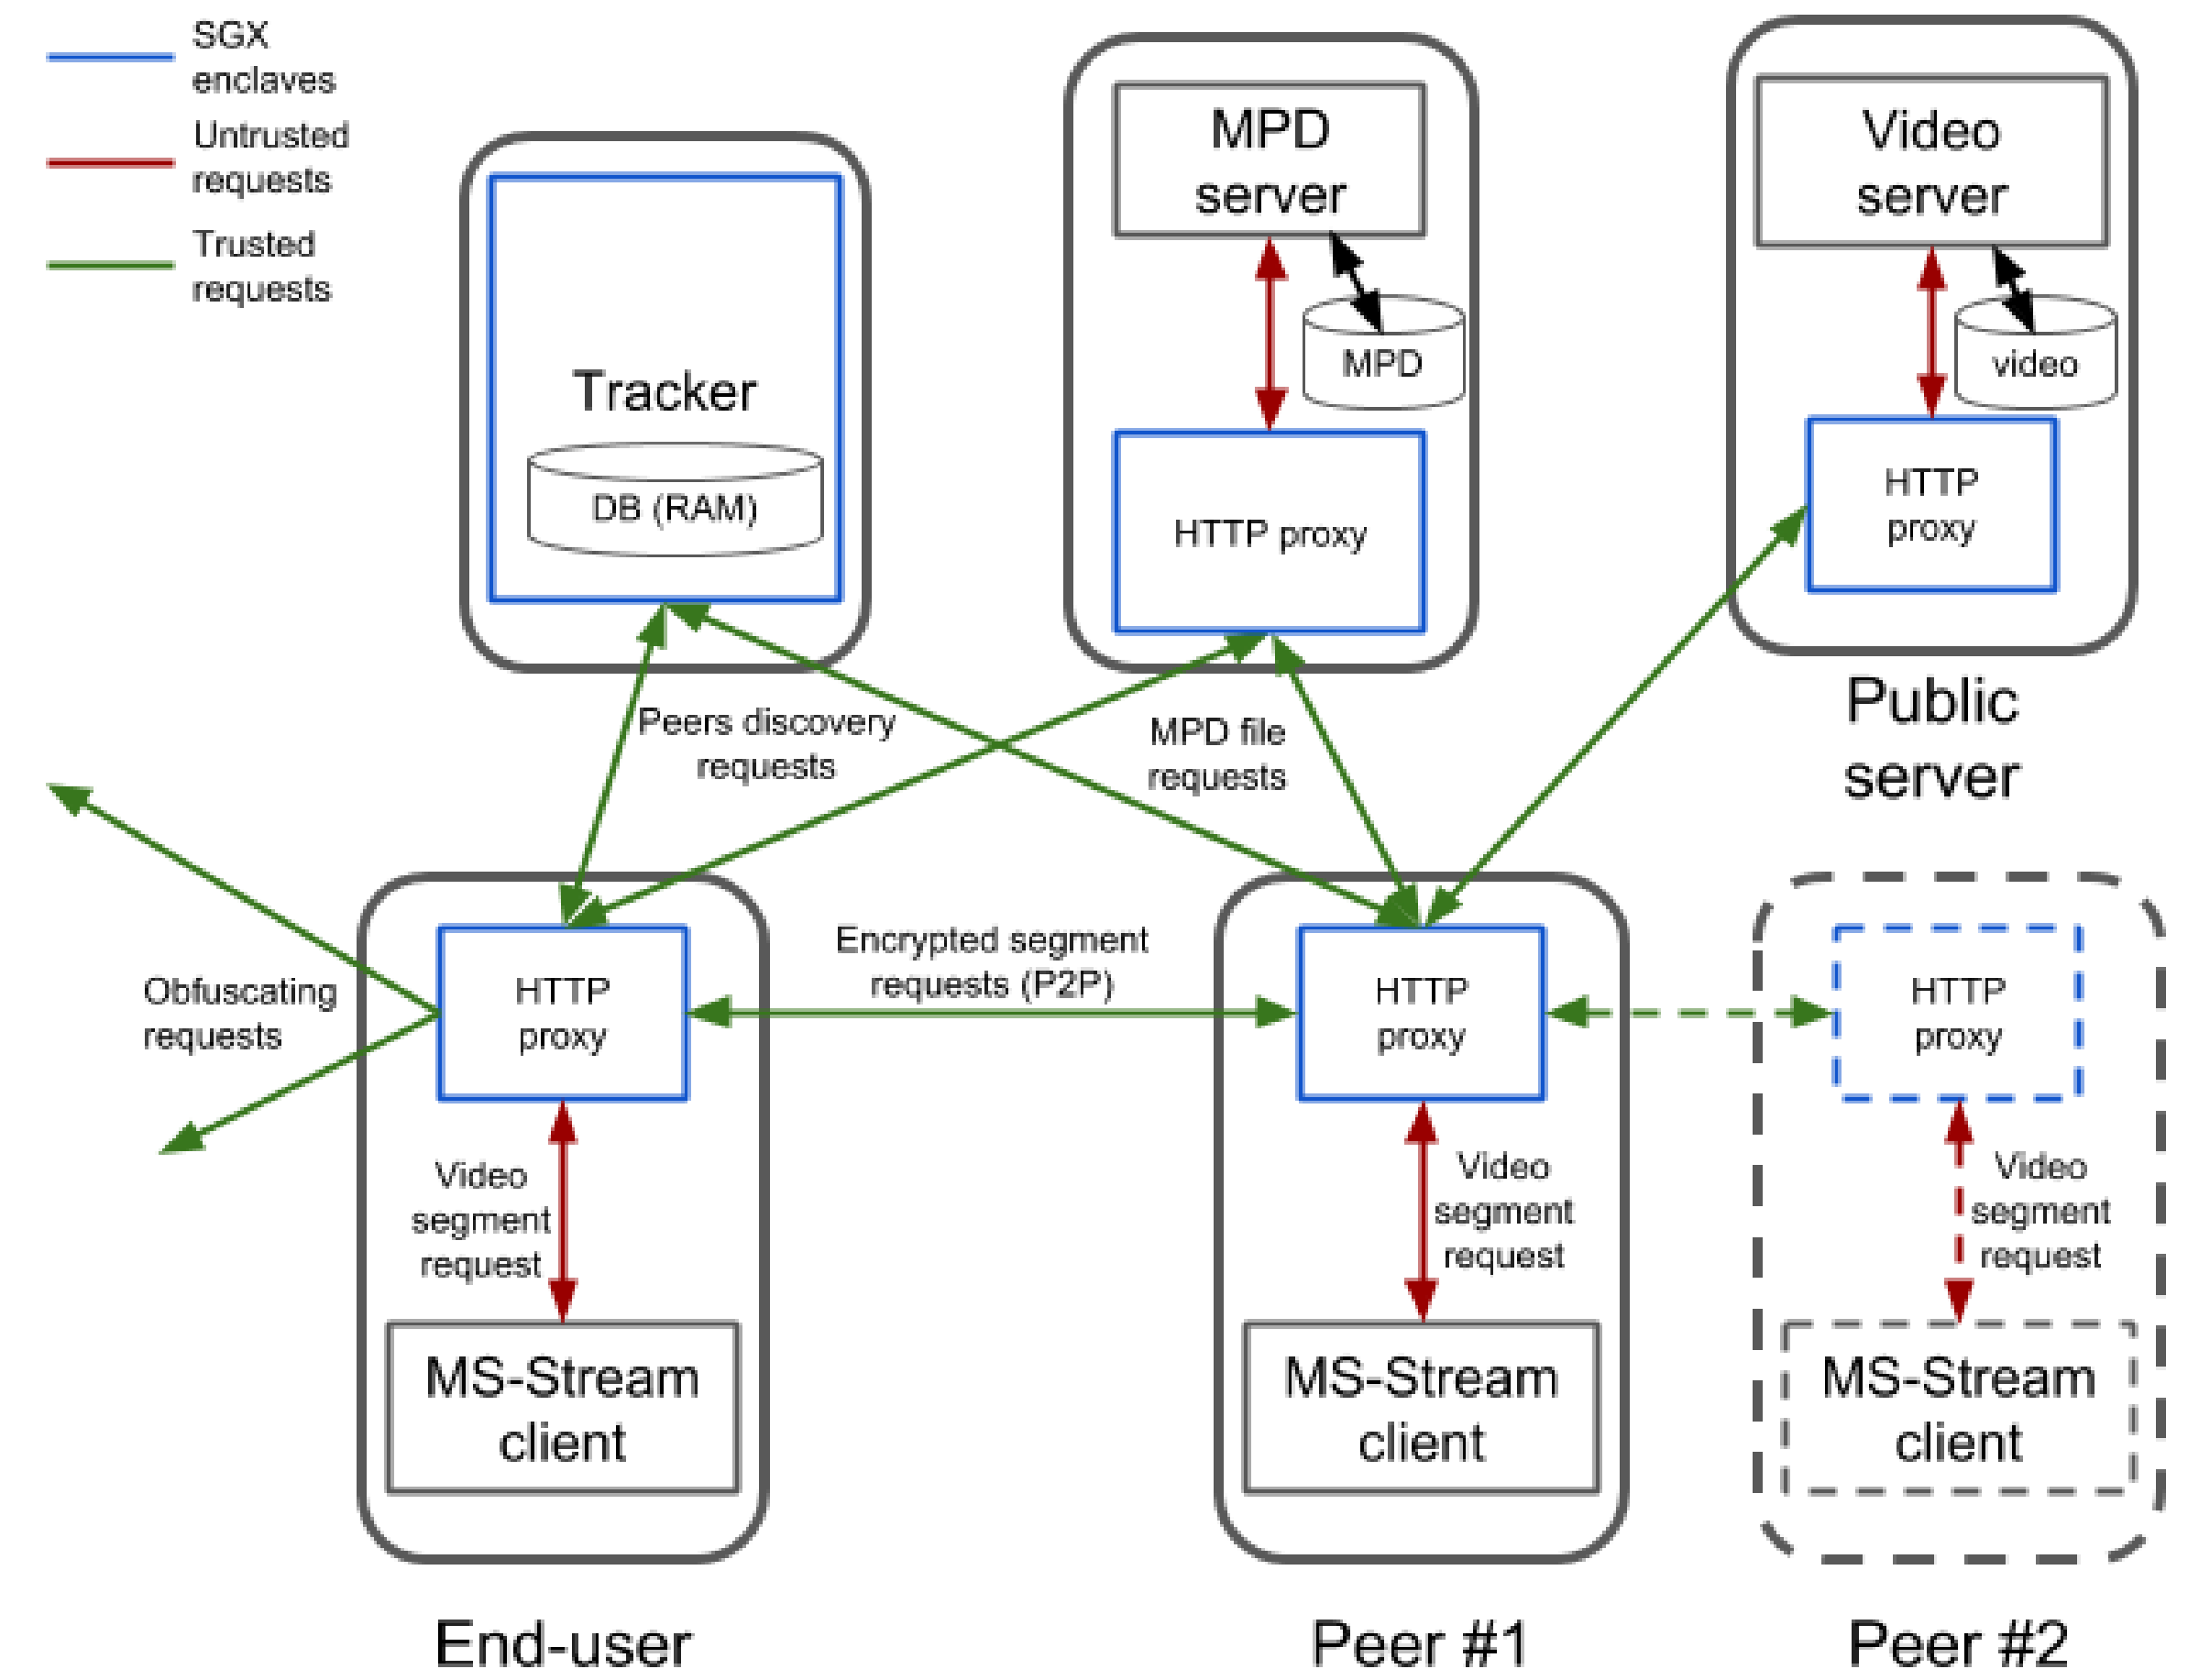 SGX
enclaves
Untrusted
requests
Trusted
requests
Tracker
DB (RAM)
MPD
server
MPD
HTTP proxy
Video
server
video
HTTP
proxy
Public
server
Peers discovery
requests
MPD file
requests
Obfuscating
requests
HTTP
proxy
Encrypted segment
requests (P2P)
HTTP
proxy
HTTP
proxy
Video
segment
request
Video
segment
request
Video
segment
request
MS-Stream
client
MS-Stream
client
MS-Stream
client
End-user
Peer #1
Peer #2